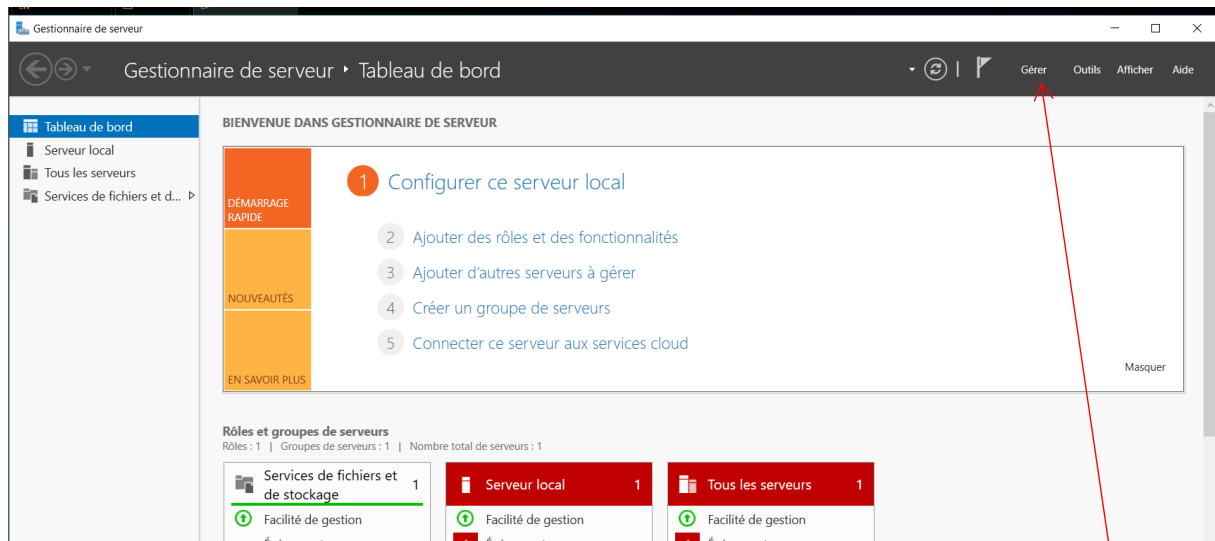 Gestionnaire de serveur
Gestionnaire de serveur ‣ Tableau de bord
Gérer Outils Afficher Aide
Tableau de bord
Serveur local
Tous les serveurs
Services de fichiers et d...
BIENVENUE DANS GESTIONNAIRE DE SERVEUR
DÉMARRAGE
RAPIDE
NOUVEAUTÉS
EN SAVOIR PLUS
1 Configurer ce serveur local
2 Ajouter des rôles et des fonctionnalités
3 Ajouter d'autres serveurs à gérer
4 Créer un groupe de serveurs
5 Connecter ce serveur aux services cloud
Masquer
Rôles et groupes de serveurs
Rôles : 1 | Groupes de serveurs : 1 | Nombre total de serveurs : 1
Services de fichiers et
de stockage
1
Facilité de gestion
Serveur local 1
Facilité de gestion
Tous les serveurs 1
Facilité de gestion